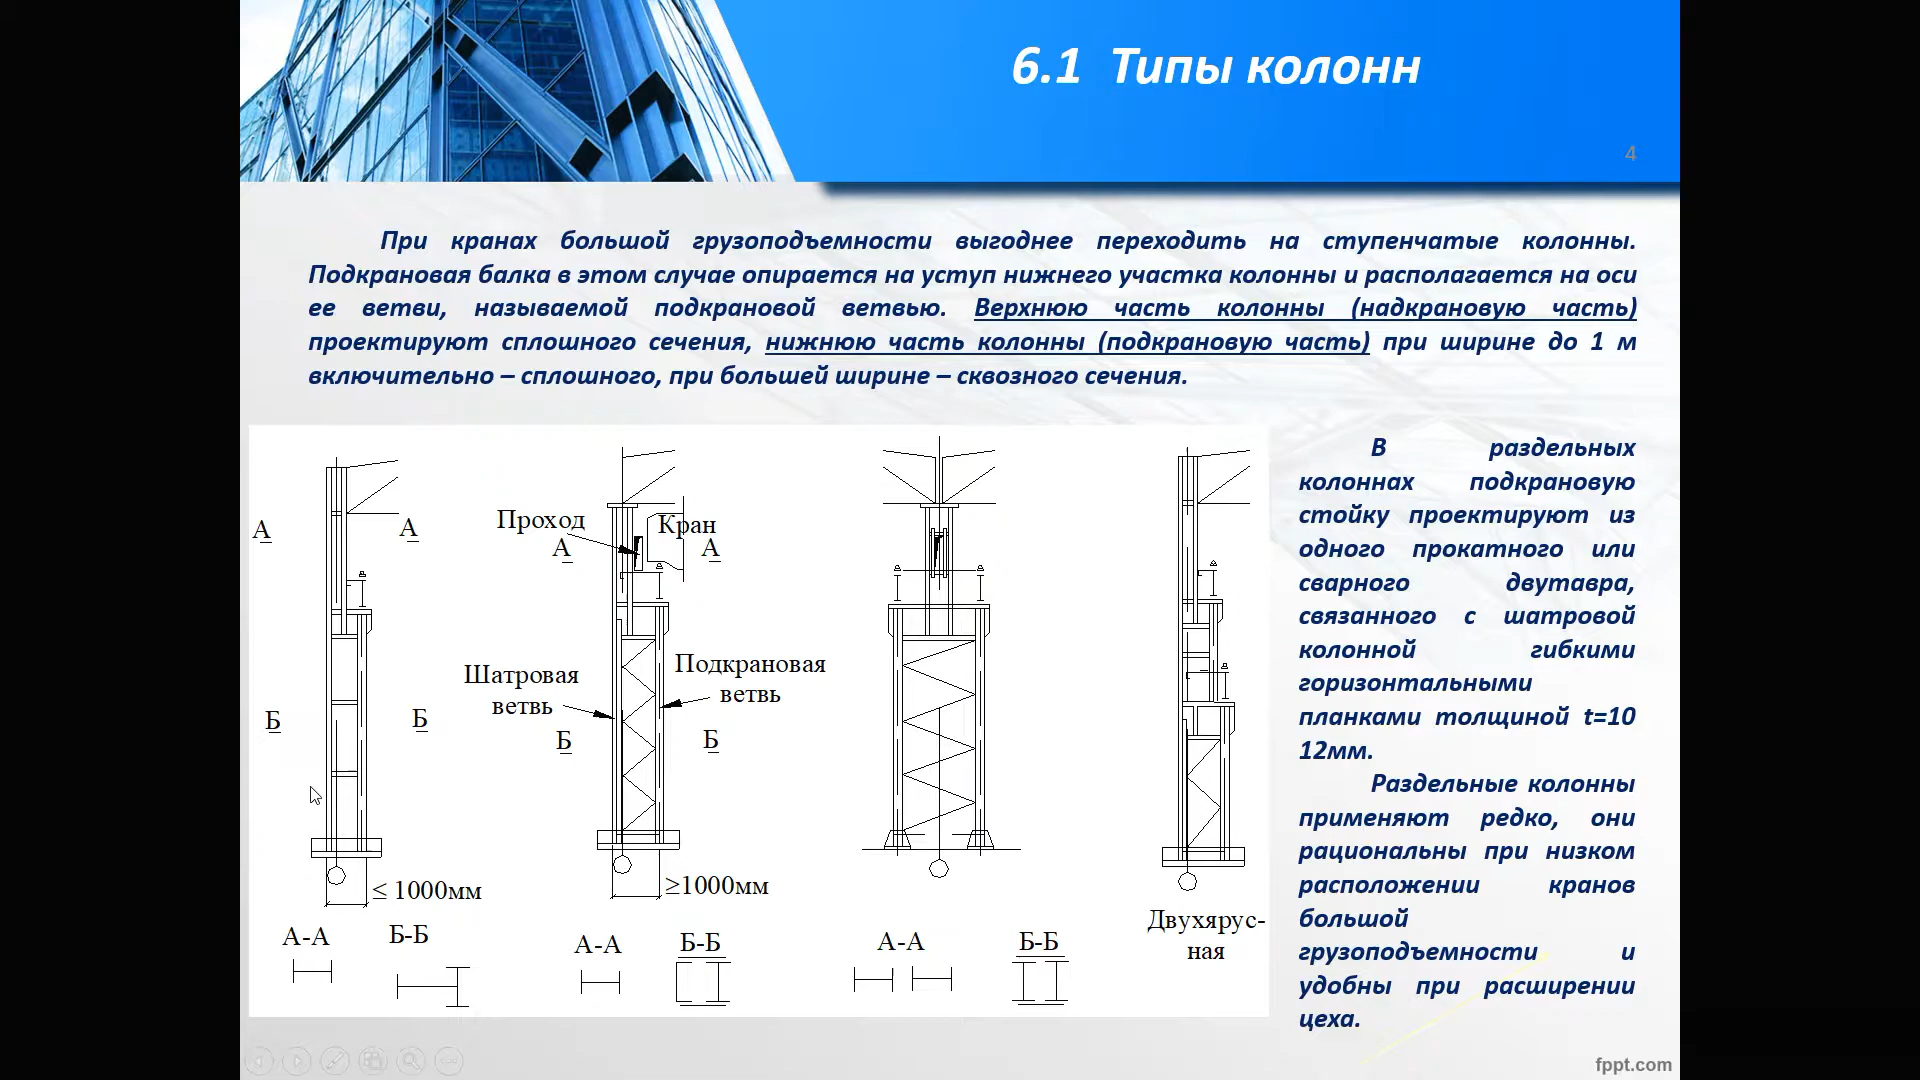 6.1 Типы колонн
4
При кранах большой грузоподъемности выгоднее переходить на ступенчатые колонны.
Подкрановая балка в этом случае опирается на уступ нижнего участка колонны и располагается на оси
ее ветви, называемой подкрановой ветвью. Верхнюю часть колонны (надкрановую часть)
проектируют сплошного сечения, нижнюю часть колонны (подкрановую часть) при ширине до 1 м
включительно – сплошного, при большей ширине – сквозного сечения.
А
А
Б
Б
≤ 1000мм
А-А
Б-Б
Проход
Кран
А
А
Шатровая
ветвь
Подкрановая
ветвь
Б
Б
≥1000мм
А-А
Б-Б
А-А
Б-Б
Двухярус-
ная
В раздельных
колоннах подкрановую
стойку проектируют из
одного прокатного или
сварного двутавра,
связанного с шатровой
колонной гибкими
горизонтальными
планками толщиной t=10
12мм.
Раздельные колонны
применяют редко, они
рациональны при низком
расположении кранов
большой
грузоподъемности и
удобны при расширении
цеха.
fppt.com